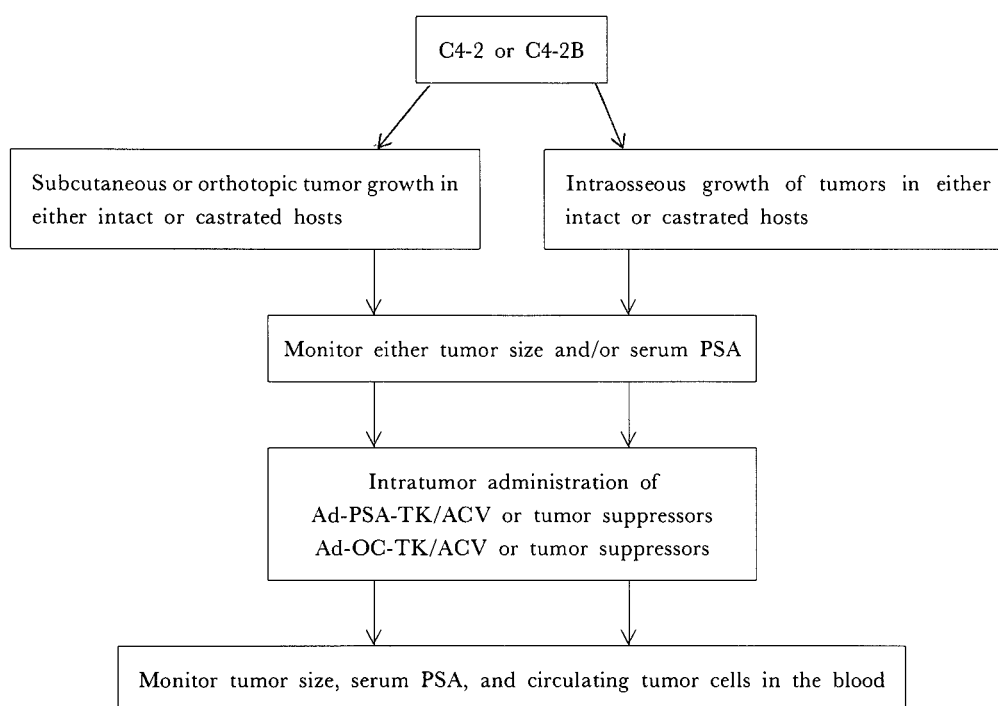 C4-2 or C4-2B
Subcutaneous or orthotopic tumor growth in
either intact or castrated hosts
Intraosseous growth of tumors in either
intact or castrated hosts
Monitor either tumor size and/or serum PSA
Intratumor administration of
Ad-PSA-TK/ACV or tumor suppressors
Ad-OC-TK/ACV or tumor suppressors
Monitor tumor size, serum PSA, and circulating tumor cells in the blood